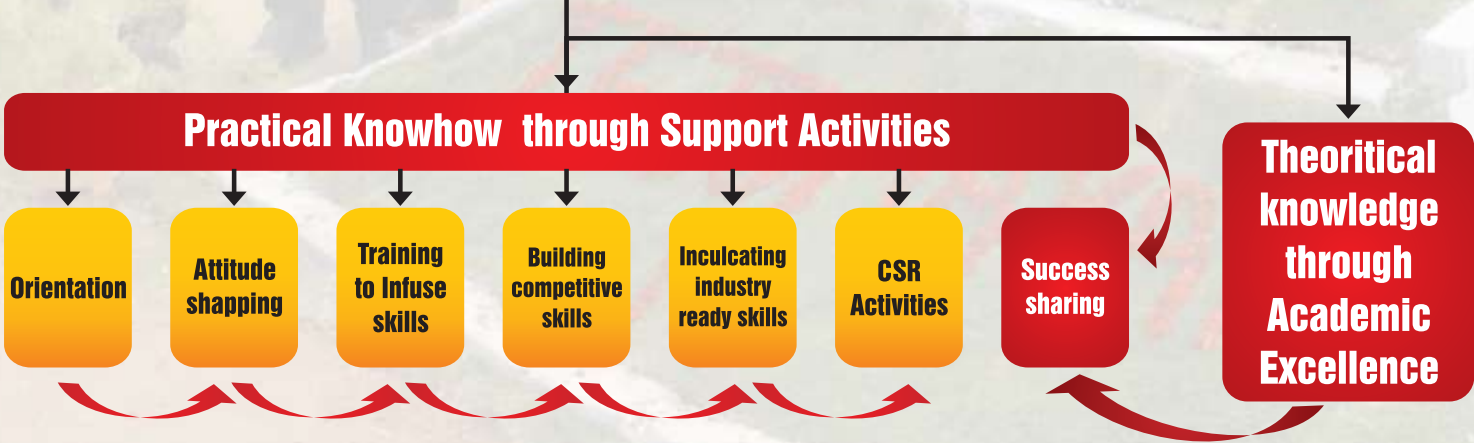 Practical Knowhow through Support Activities
Theoritical
knowledge
through
Academic
Excellence
Orientation
Attitude
shapping
Training
to Infuse
skills
Building
competitive
skills
Inculcating
industry
ready skills
CSR
Activities
Success
sharing